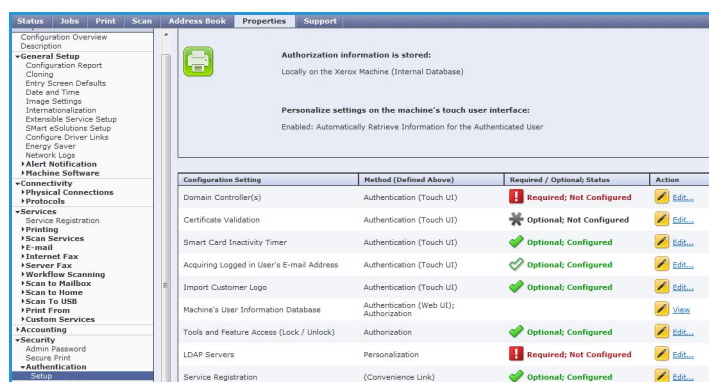 Status Jobs Print Scan Address Book Properties Support
Configuration Overview
Description
General Setup
Configuration Report
Cloning
Entry Screen Defaults
Date and Time
Image Settings
Internationalization
Extensible Service Setup
SMart eSolutions Setup
Configure Driver Links
Energy Saver
Network Logs
Alert Notification
Machine Software
Connectivity
Physical Connections
Protocols
Services
Service Registration
Printing
Scan Services
E-mail
Internet Fax
Server Fax
Workflow Scanning
Scan to Mailbox
Scan to Home
Scan To USB
Print From
Custom Services
Accounting
Security
Admin Password
Secure Print
Authentication
Setup
Authorization information is stored:
Locally on the Xerox Machine (Internal Database)
Personalize settings on the machine's touch user interface:
Enabled: Automatically Retrieve Information for the Authenticated User
Configuration Setting Method (Defined Above) Required / Optional; Status Action
Domain Controller(s) Authentication (Touch UI) Required; Not Configured Edit...
Certificate Validation Authentication (Touch UI) Optional; Not Configured Edit...
Smart Card Inactivity Timer Authentication (Touch UI) Optional; Configured Edit...
Acquiring Logged in User's E-mail Address Authentication (Touch UI) Optional; Configured Edit...
Import Customer Logo Authentication (Touch UI) Optional; Configured Edit...
Machine's User Information Database Authentication (Web UI); Authorization View
Tools and Feature Access (Lock / Unlock) Authorization Optional; Configured Edit...
LDAP Servers Personalization Required; Not Configured Edit...
Service Registration (Convenience Link) Optional; Configured Edit...